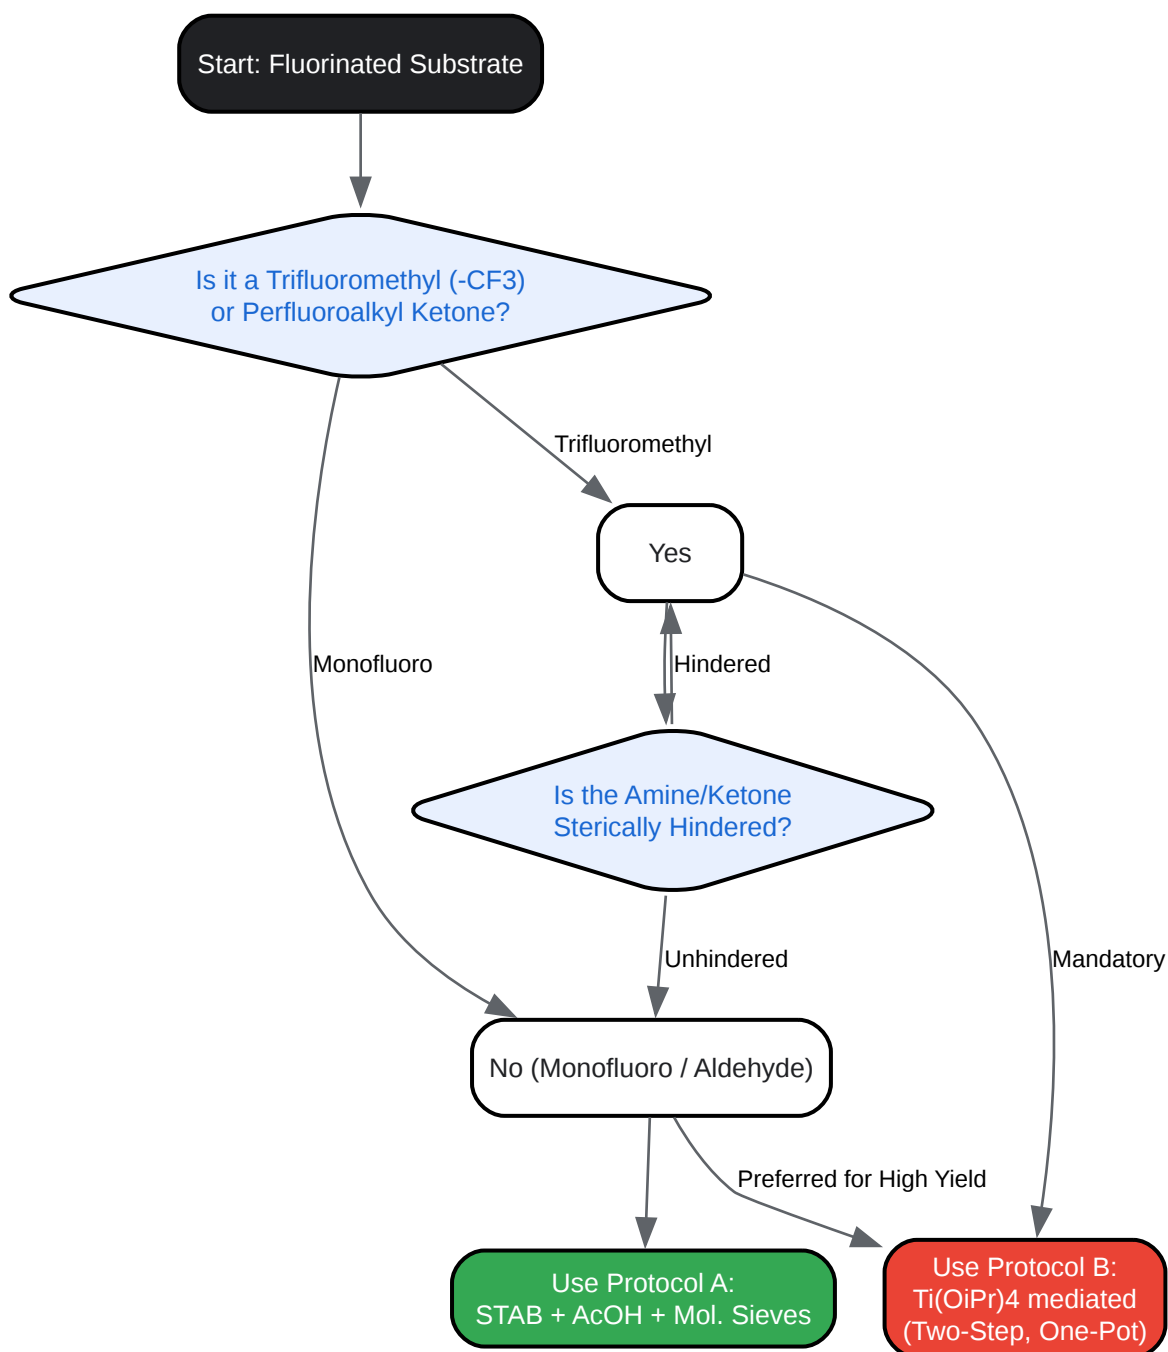 Start: Fluorinated Substrate
Is it a Trifluoromethyl (-CF3)
or Perfluoroalkyl Ketone?
Trifluoromethyl
Yes
Monofluoro
Hindered
Is the Amine/Ketone
Sterically Hindered?
Unhindered
Mandatory
No (Monofluoro / Aldehyde)
Preferred for High Yield
Use Protocol A:
STAB + AcOH + Mol. Sieves
Use Protocol B:
Ti(OiPr)4 mediated
(Two-Step, One-Pot)